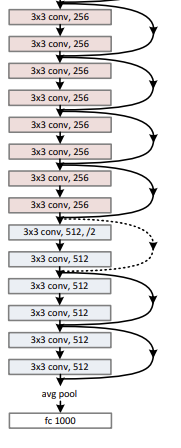 3x3 conv, 256
3x3 conv, 256
3x3 conv, 256
3x3 conv, 256
3x3 conv, 256
3x3 conv, 256
3x3 conv, 256
3x3 conv, 256
3x3 conv, 512, /2
3x3 conv, 512
3x3 conv, 512
3x3 conv, 512
3x3 conv, 512
3x3 conv, 512
avg pool
fc 1000